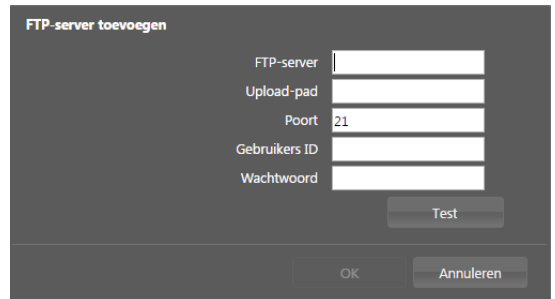 FTP-server toevoegen
FTP-server
Upload-pad
Poort 21
Gebruikers ID
Wachtwoord
Test
OK Annuleren